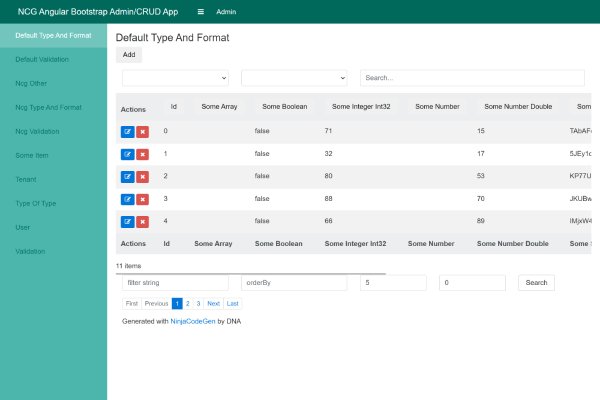 NCG Angular Bootstrap Admin/CRUD App Admin
Default Type And Format
Default Validation
Ncg Other
Ncg Type And Format
Ncg Validation
Some Item
Tenant
Type Of Type
User
Validation
Default Type And Format
Add
Search...
Actions Id Some Array Some Boolean Some Integer Int32 Some Number Some Number Double Som
0 false 71 15 TAbAF
1 false 32 17 5JEy1c
2 false 80 53 KP77U
3 false 88 70 JKUBw
4 false 66 89 IMjxW4
Actions Id Some Array Some Boolean Some Integer Int32 Some Number Some Number Double Some
11 items
filter string orderBy 5 0 Search
First Previous 1 2 3 Next Last
Generated with NinjaCodeGen by DNA